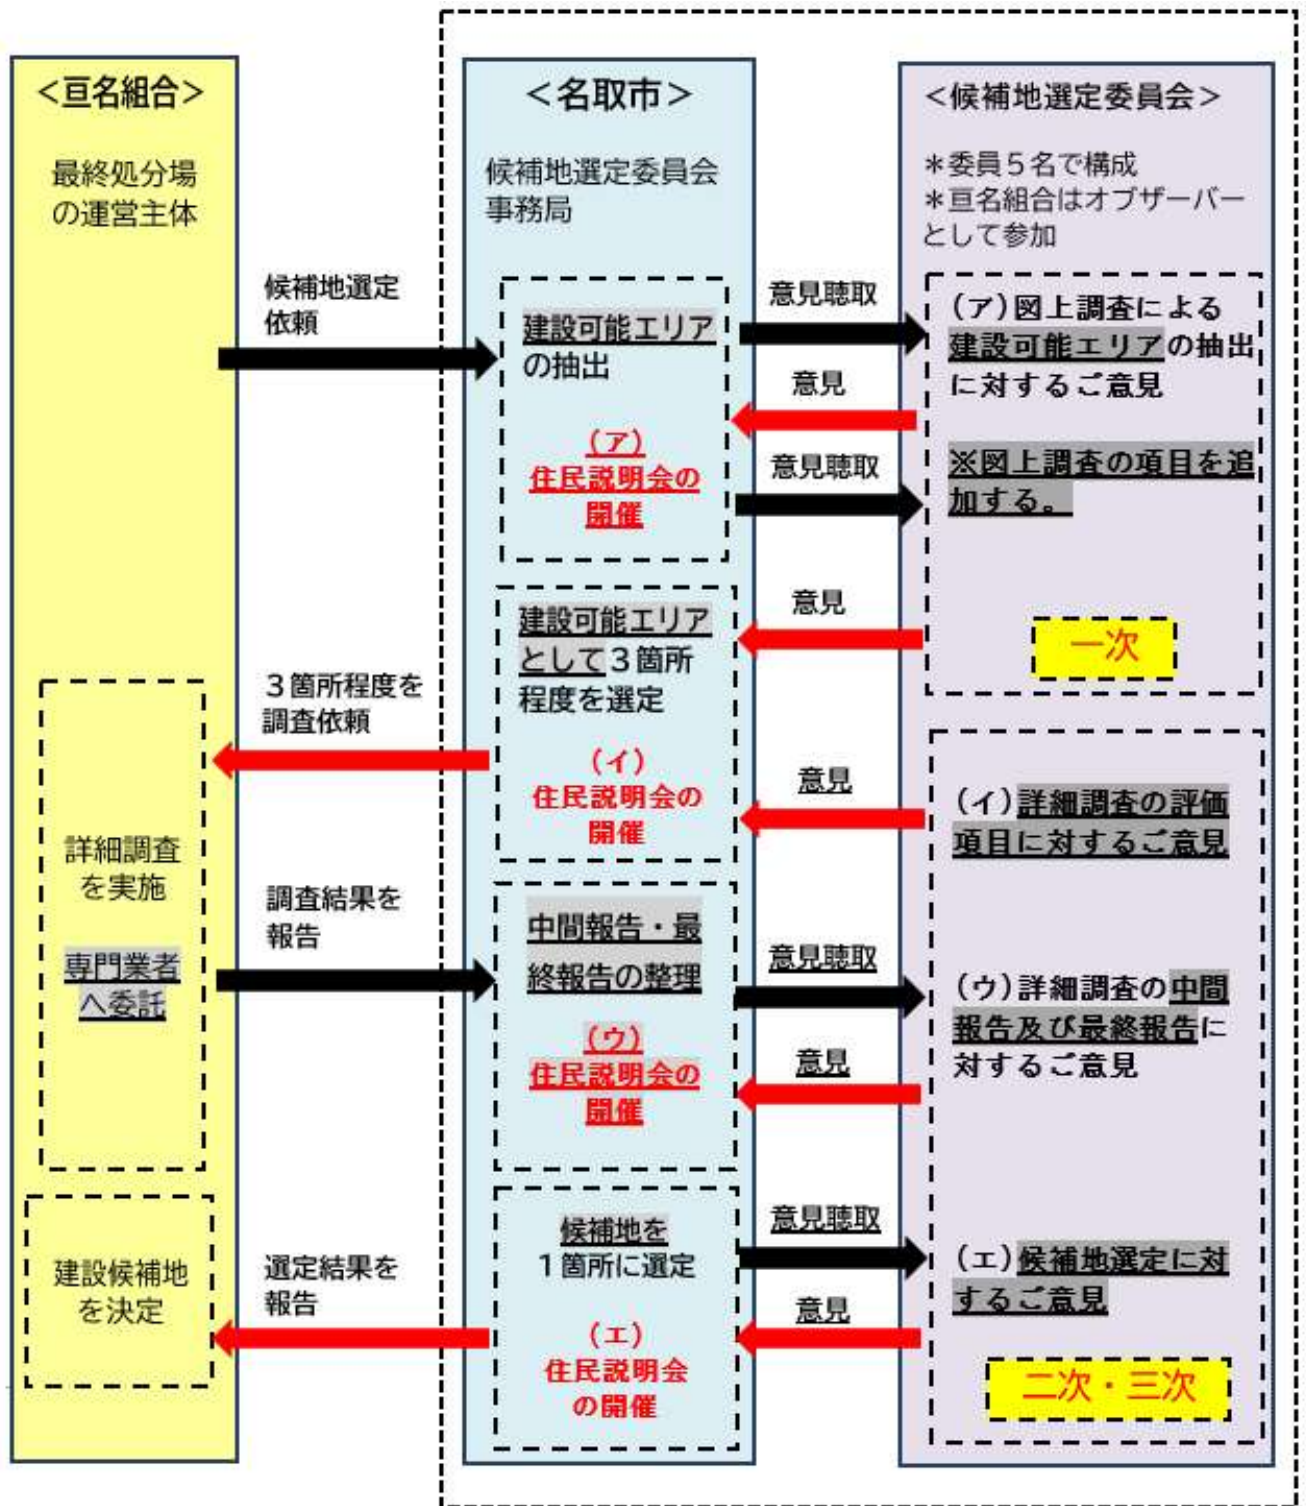 ＜亘名組合＞
最終処分場
の運営主体
候補地選定
依頼
３箇所程度を
調査依頼
詳細調査
を実施
専門業者
へ委託
調査結果を
報告
建設候補地
を決定
選定結果を
報告
＜名取市＞
候補地選定委員会
事務局
建設可能エリア
の抽出
（ア）
住民説明会の
開催
建設可能エリア
として３箇所
程度を選定
（イ）
住民説明会の
開催
中間報告・最
終報告の整理
（ウ）
住民説明会の
開催
候補地を
１箇所に選定
（エ）
住民説明会
の開催
意見聴取
意見
意見聴取
意見
意見
意見聴取
意見
意見聴取
意見
＜候補地選定委員会＞
＊委員５名で構成
＊亘名組合はオブザーバー
として参加
（ア）図上調査による
建設可能エリアの抽出
に対するご意見
※図上調査の項目を追
加する。
一次
（イ）詳細調査の評価
項目に対するご意見
（ウ）詳細調査の中間
報告及び最終報告に
対するご意見
（エ）候補地選定に対
するご意見
二次・三次